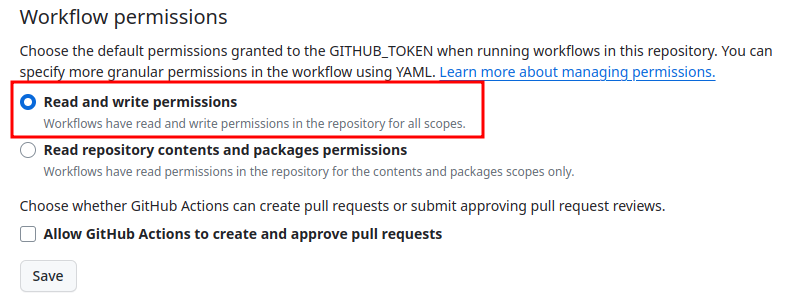 Workflow permissions
Choose the default permissions granted to the GITHUB_TOKEN when running workflows in this repository. You can
specify more granular permissions in the workflow using YAML. Learn more about managing permissions.
Read and write permissions
Workflows have read and write permissions in the repository for all scopes.
Read repository contents and packages permissions
Workflows have read permissions in the repository for the contents and packages scopes only.
Choose whether GitHub Actions can create pull requests or submit approving pull request reviews.
Allow GitHub Actions to create and approve pull requests
Save